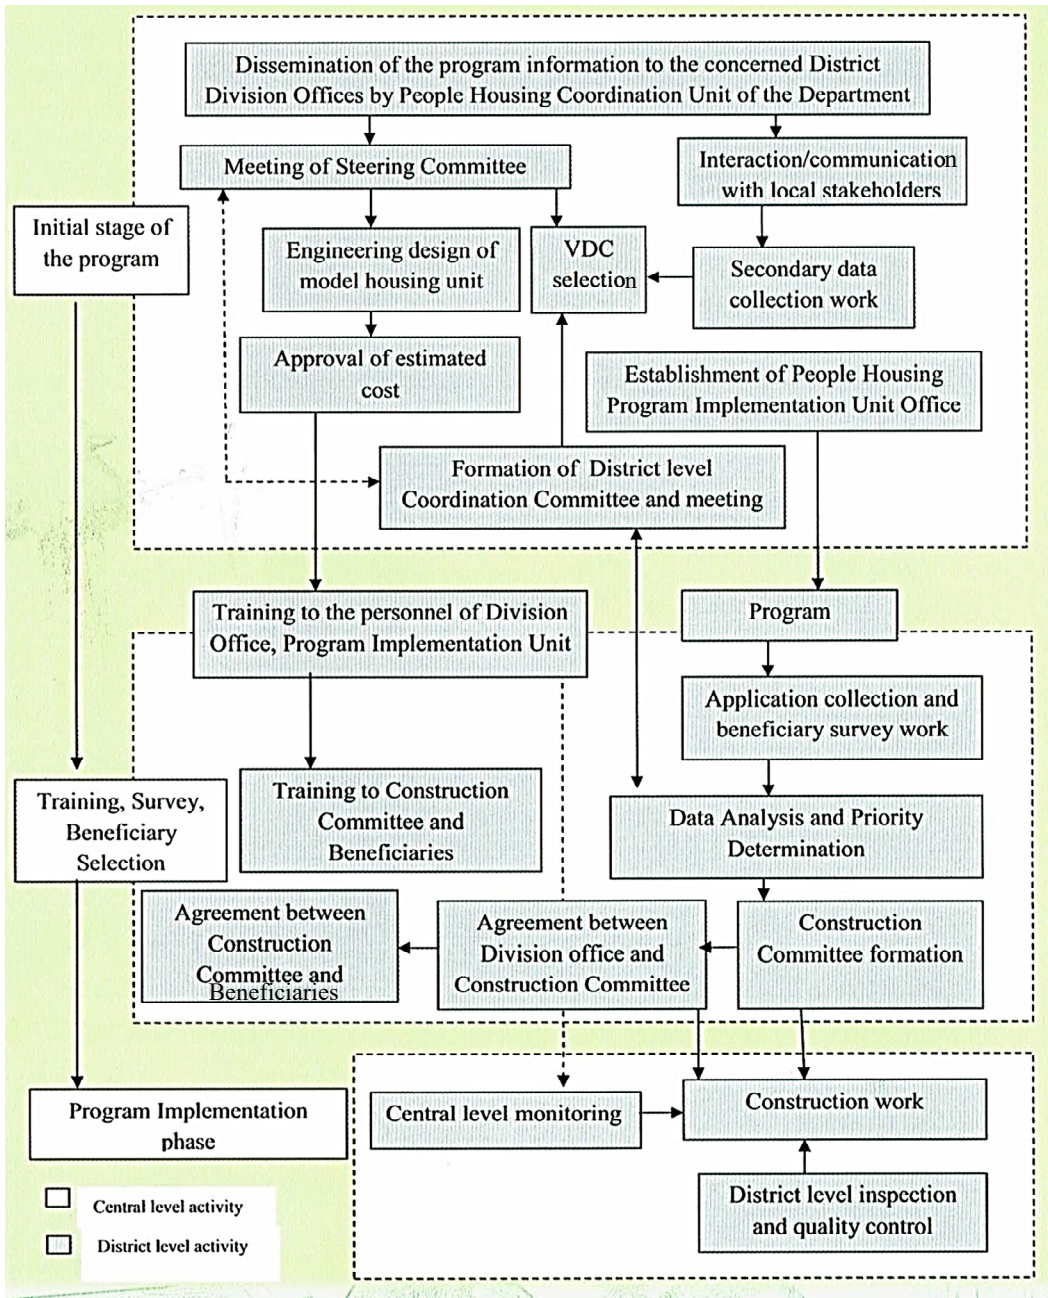 Dissemination of the program information to the concerned District
Division Offices by People Housing Coordination Unit of the Department
Meeting of Steering Committee
Interaction/communication
with local stakeholders
Initial stage of
the program
Engineering design of
model housing unit
VDC
selection
Secondary data
collection work
Approval of estimated
cost
Establishment of People Housing
Program Implementation Unit Office
Formation of District level
Coordination Committee and meeting
Training to the personnel of Division
Office, Program Implementation Unit
Program
Application collection and
beneficiary survey work
Training, Survey,
Beneficiary
Selection
Training to Construction
Committee and
Beneficiaries
Data Analysis and Priority
Determination
Agreement between
Construction
Committee and
Beneficiaries
Agreement between
Division office and
Construction Committee
Construction
Committee formation
Program Implementation
phase
Central level monitoring
Construction work
District level inspection
and quality control
Central level activity
District level activity